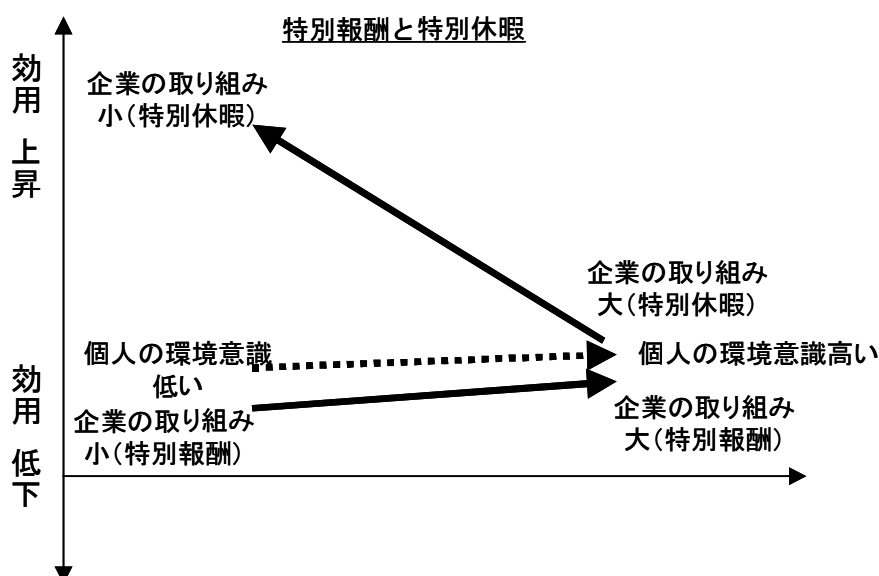 特別報酬と特別休暇
効用 上昇
企業の取り組み
小（特別休暇）
企業の取り組み
大（特別休暇）
個人の環境意識
低い
個人の環境意識高い
効用 低下
企業の取り組み
小（特別報酬）
企業の取り組み
大（特別報酬）